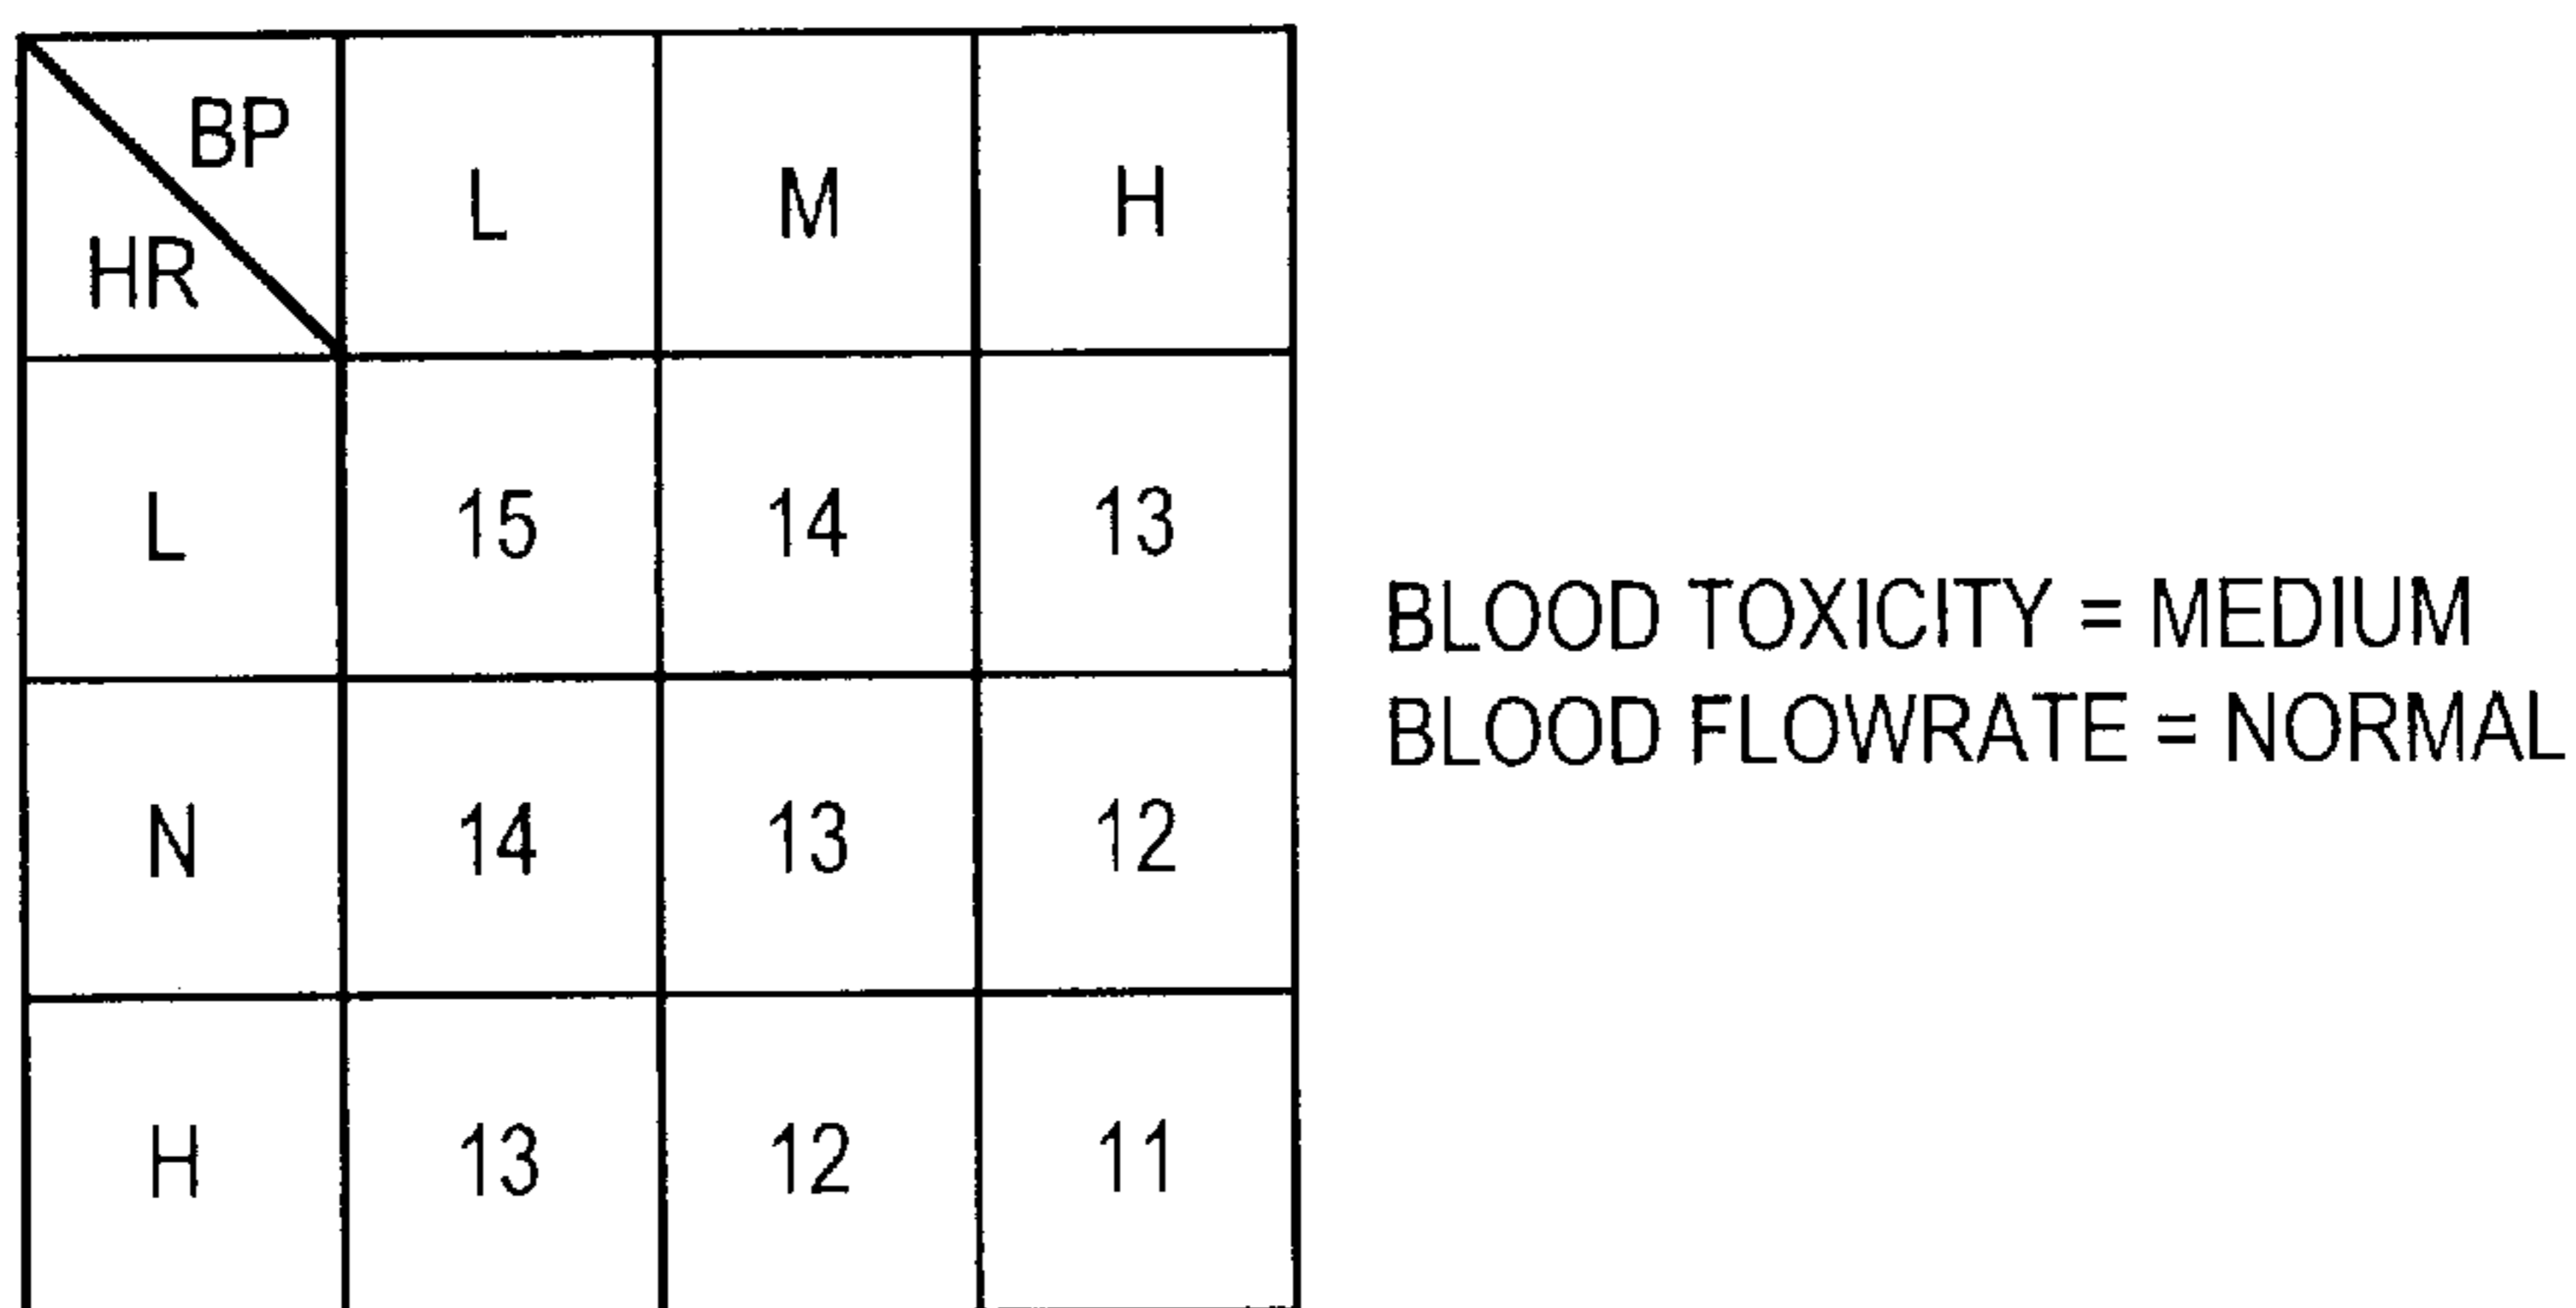 BP
HR
L M H
L 15 14 13
N 14 13 12
H 13 12 11
BLOOD TOXICITY = MEDIUM
BLOOD FLOWRATE = NORMAL